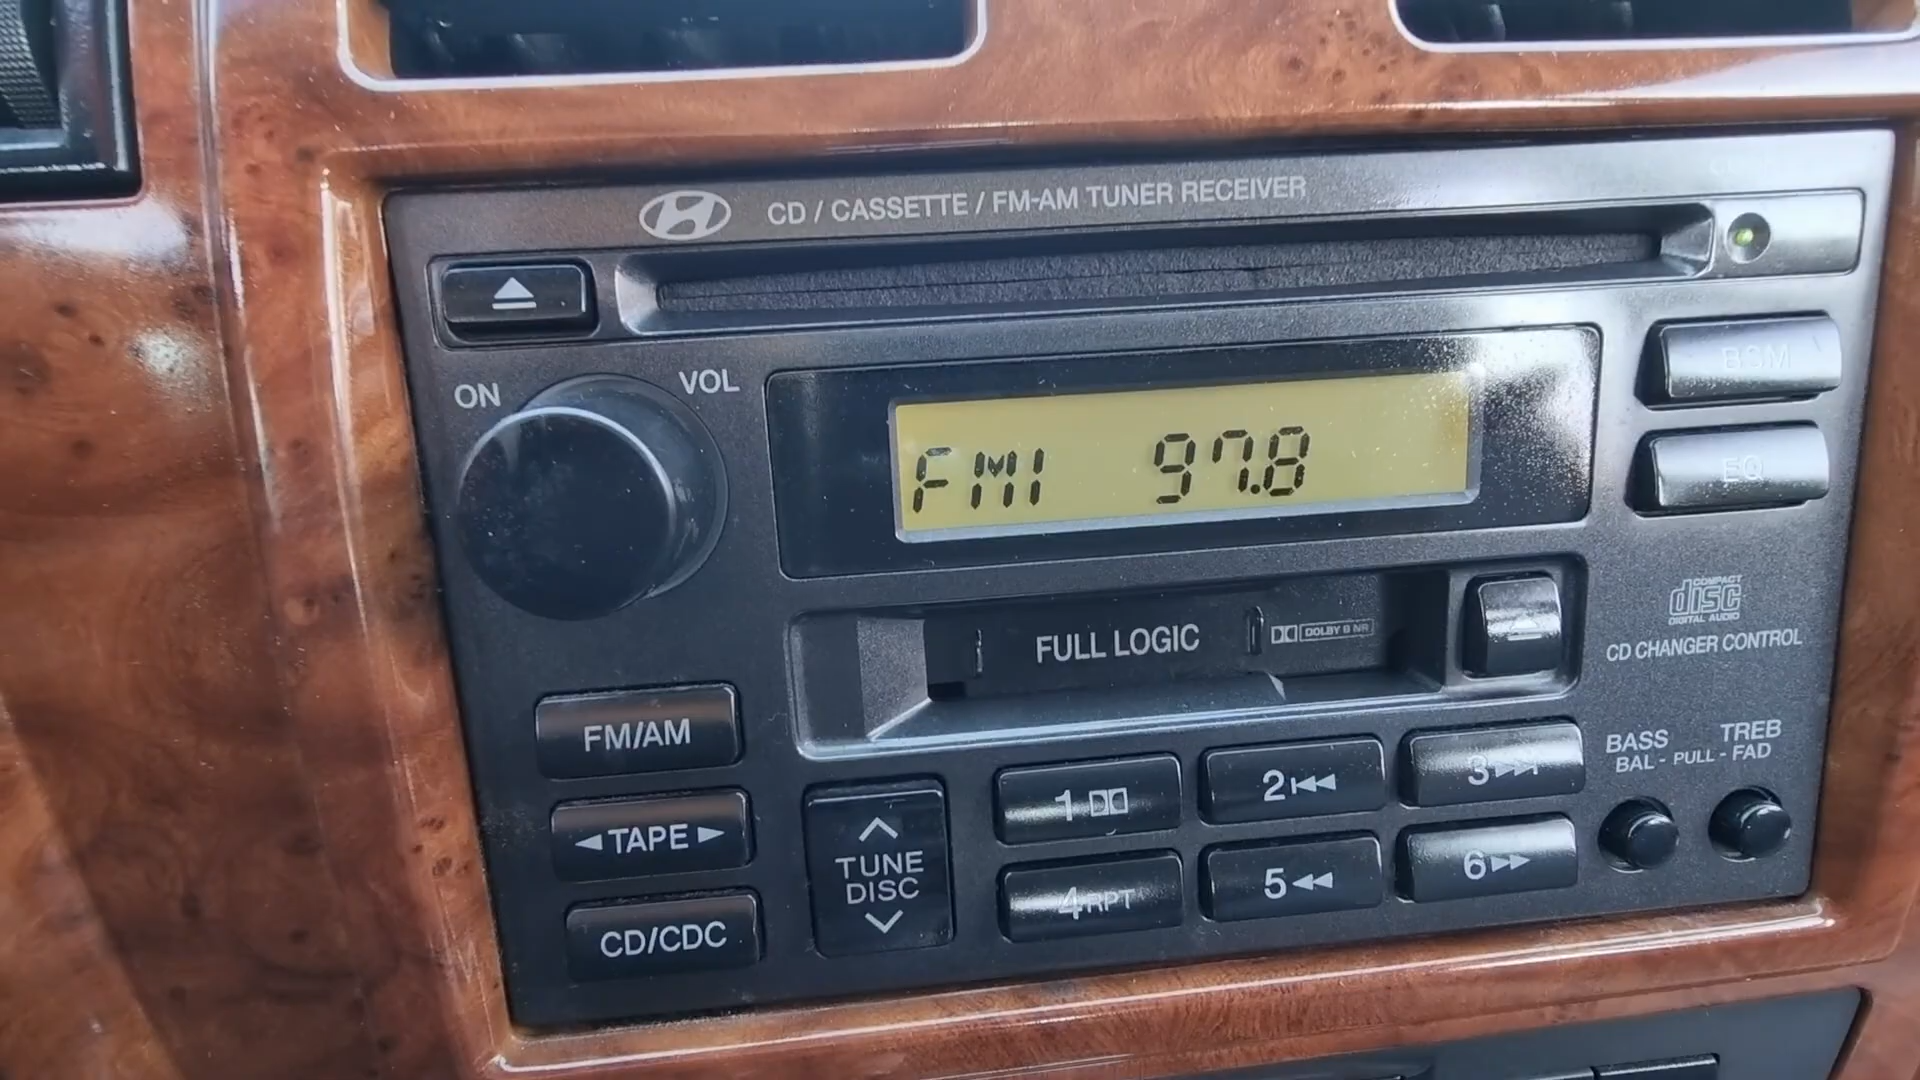 CD / CASSETTE / FM-AM TUNER RECEIVER
ON
VOL
BSM
FM1 97.8
EQ
FULL LOGIC
DOLBY B NR
COMPACT
disc
DIGITAL AUDIO
CD CHANGER CONTROL
FM/AM
TAPE
CD/CDC
TUNE
DISC
1
2
3
4 RPT
5
6
BASS
TREB
BAL - PULL - FAD